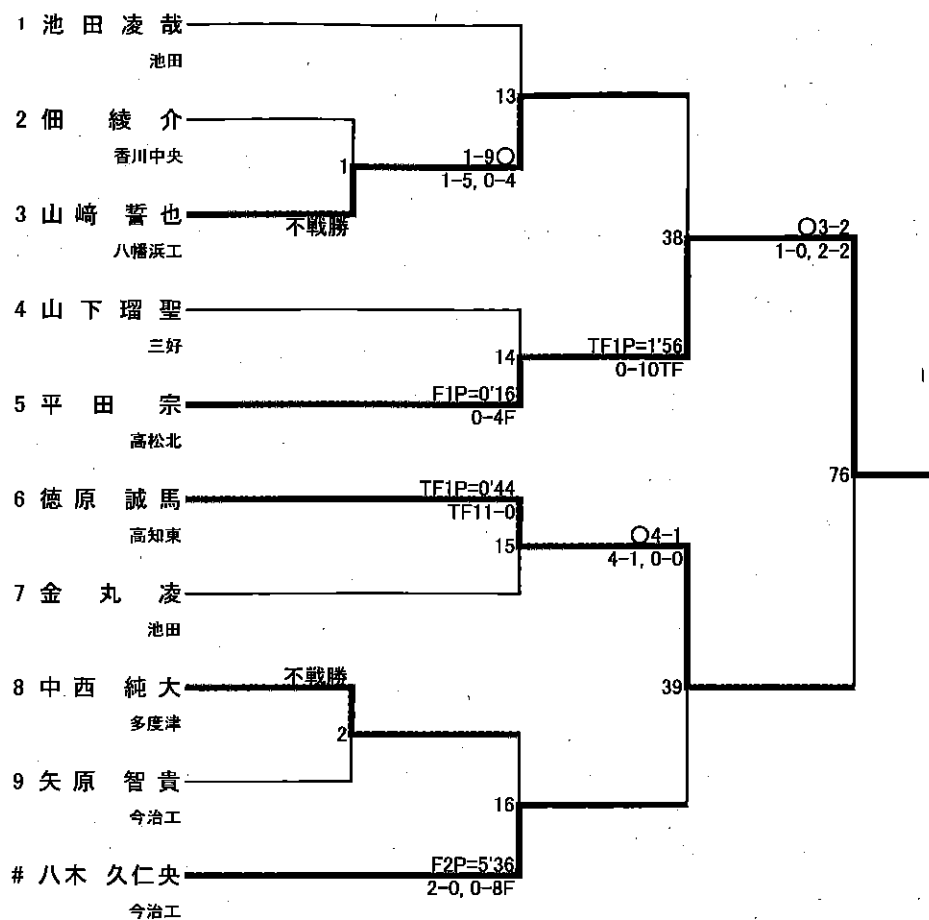 1 池田凌哉
池田
13
2 佃 綾介
香川中央
1
1-9○
1-5, 0-4
3 山﨑誓也
不戦勝
八幡浜工
38
○3-2
1-0, 2-2
4 山下瑠聖
三好
14
TF1P=1'56
0-10TF
5 平田 宗
F1P=0'16
0-4F
高松北
76
6 徳原誠馬
TF1P=0'44
TF11-0
高知東
15
○4-1
4-1, 0-0
7 金丸 凌
池田
8 中西純大
不戦勝
多度津
39
2
9 矢原智貴
今治工
16
# 八木久仁央
F2P=5'36
2-0, 0-8F
今治工